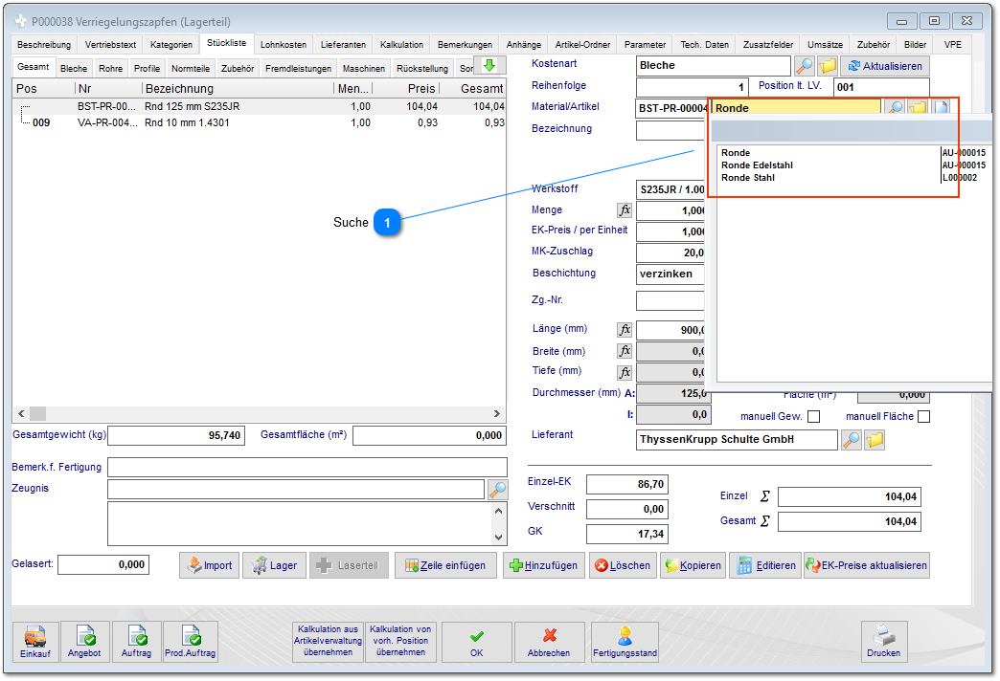 P000038 Verriegelungszapfen (Lagerteil)
Beschreibung Vertriebstext Kategorien Stückliste Lohnkosten Lieferanten Kalkulation Bemerkungen Anhänge Artikel-Ordner Parameter Tech. Daten Zusatzfelder Umsätze Zubehör Bilder VPE
Gesamt Bleche Rohre Profile Normteile Zubehör Fremdleistungen Maschinen Rückstellung Sor
Kostenart Bleche Aktualisieren
Pos Nr Bezeichnung Men... Preis Gesamt
Reihenfolge 1 Position lt. LV. 001
BST-PR-00... Rnd 125 mm S235JR 1,00 104,04 104,04
Material/Artikel BST-PR-00004 Ronde
009 VA-PR-004... Rnd 10 mm 1.4301 1,00 0,93 0,93
Bezeichnung
Ronde AU-000015
Ronde Edelstahl AU-000015
Ronde Stahl L000002
Werkstoff S235JR / 1.00
Menge fx 1,000
Suche 1
EK-Preis / per Einheit 1,000
MK-Zuschlag 20,0
Beschichtung verzinken
Zg.-Nr.
Länge (mm) fx 900,0
Breite (mm) fx 0,0
Tiefe (mm) fx 0,0
Durchmesser (mm) A: 125,0 Fläche (m²) 0,000
I: 0,0 manuell Gew. manuell Fläche
Gesamtgewicht (kg) 95,740 Gesamtfläche (m²) 0,000
Lieferant ThyssenKrupp Schulte GmbH
Bemerk.f. Fertigung
Zeugnis
Einzel-EK 86,70
Einzel Σ 104,04
Verschnitt 0,00
Gesamt Σ 104,04
GK 17,34
Gelasert: 0,000 Import Lager Laserteil Zeile einfügen Hinzufügen Löschen Kopieren Editieren EK-Preise aktualisieren
Einkauf Angebot Auftrag Prod.Auftrag
Kalkulation aus
Artikelverwaltung
übernehmen
Kalkulation von
vorh. Position
übernehmen
OK Abbrechen Fertigungsstand Drucken